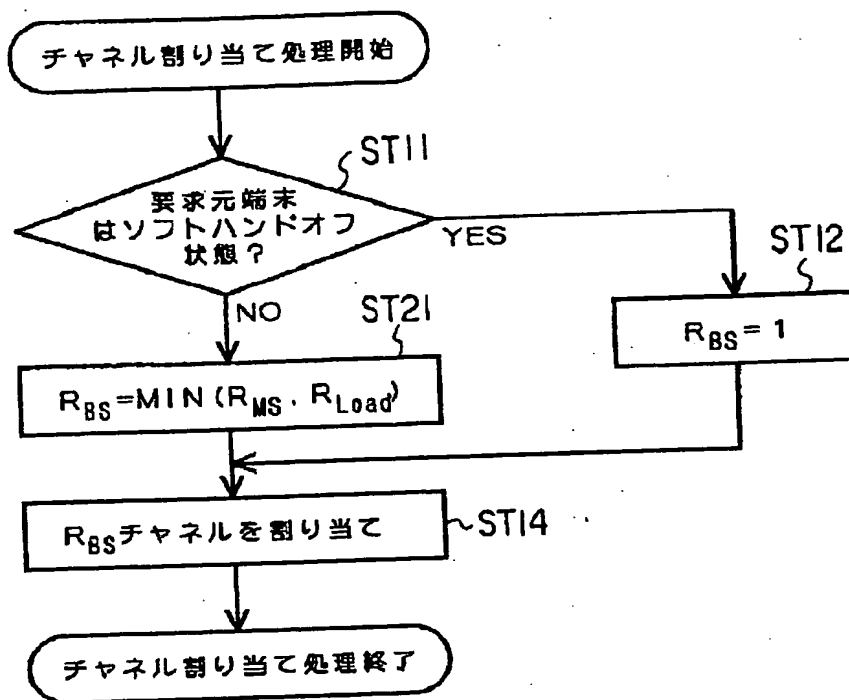 チャネル割り当て処理開始
ST11
要求元端末
はソフトハンドオフ
状態?
YES
ST12
NO
ST21
R_BS=1
R_BS=MIN(R_MS, R_Load)
R_BSチャネルを割り当て
ST14
チャネル割り当て処理終了